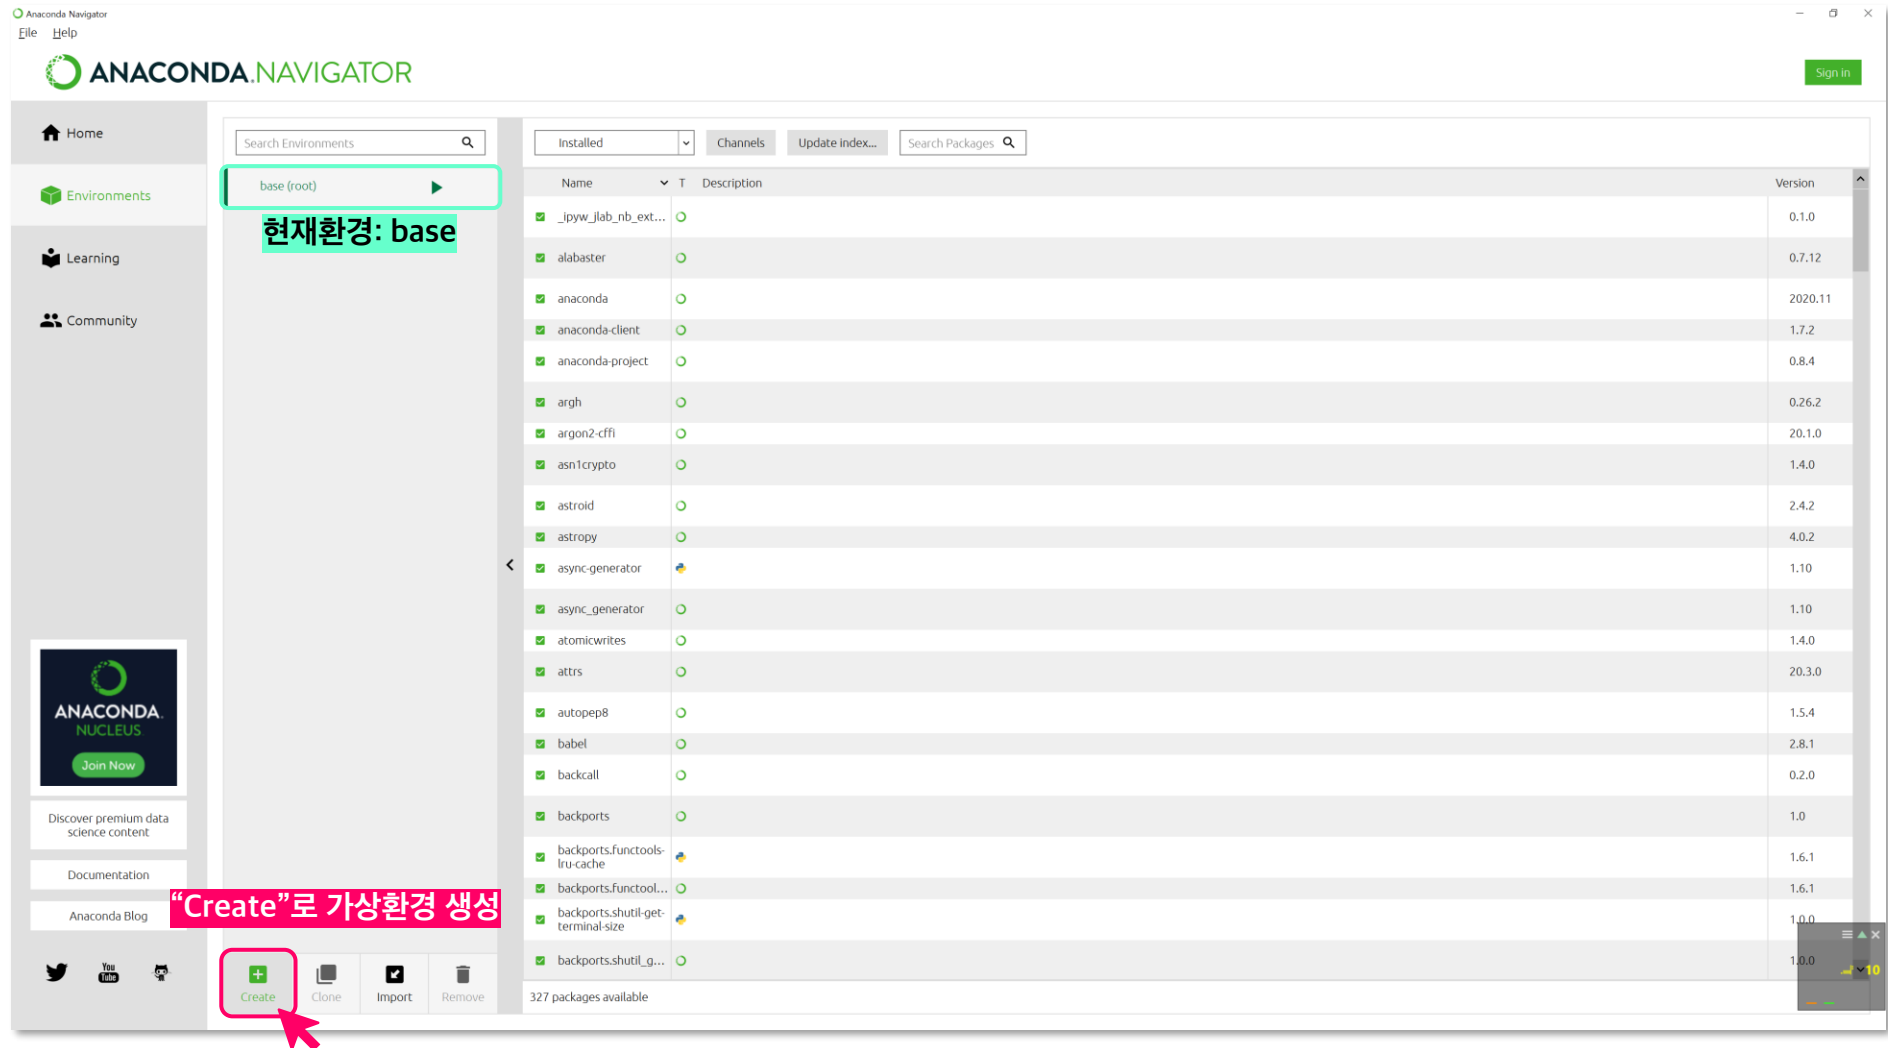 Anaconda Navigator
File Help
ANACONDA.NAVIGATOR
Sign in
Home
Environments
Learning
Community
ANACONDA.
NUCLEUS
Join Now
Discover premium data
science content
Documentation
Anaconda Blog
You
Tube
Search Environments
base (root)
현재환경: base
“Create”로 가상환경 생성
Create Clone Import Remove
Installed Channels Update index... Search Packages
Name T Description Version
_ipyw_jlab_nb_ext... 0.1.0
alabaster 0.7.12
anaconda 2020.11
anaconda-client 1.7.2
anaconda-project 0.8.4
argh 0.26.2
argon2-cffi 20.1.0
asn1crypto 1.4.0
astroid 2.4.2
astropy 4.0.2
async-generator 1.10
async_generator 1.10
atomicwrites 1.4.0
attrs 20.3.0
autopep8 1.5.4
babel 2.8.1
backcall 0.2.0
backports 1.0
backports.functools-
lru-cache 1.6.1
backports.functool... 1.6.1
backports.shutil-get-
terminal-size 1.0.0
backports.shutil_g... 1.0.0
10
327 packages available